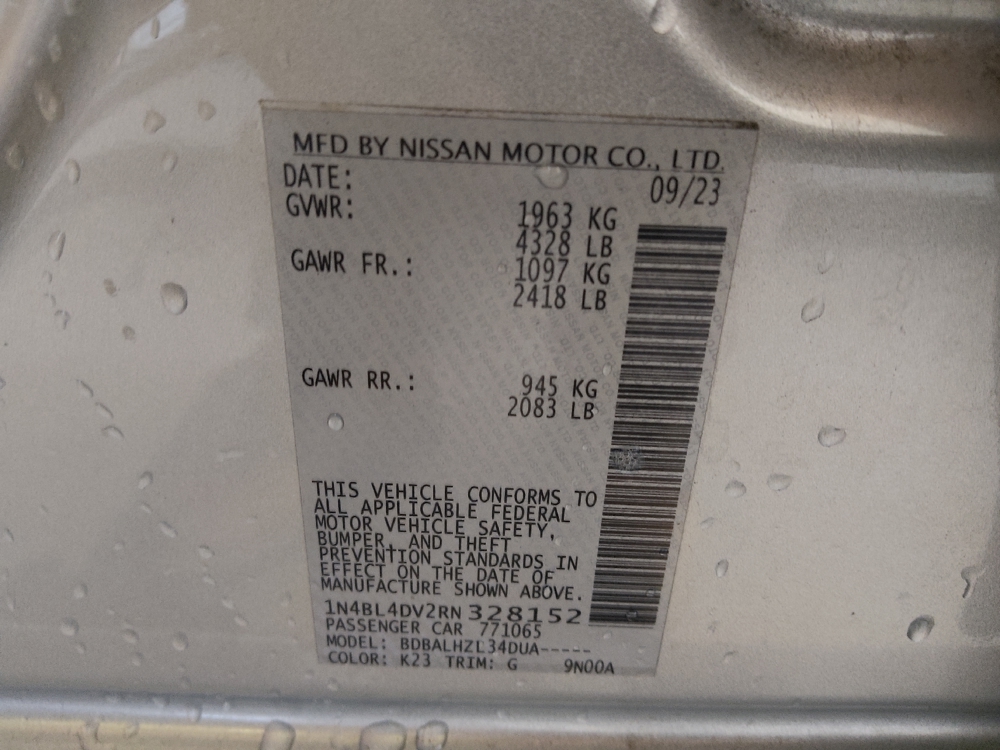 MFD BY NISSAN MOTOR CO., LTD.
DATE: 09/23
GVWR: 1963 KG
4328 LB
GAWR FR.: 1097 KG
2418 LB
GAWR RR.: 945 KG
2083 LB
THIS VEHICLE CONFORMS TO
ALL APPLICABLE FEDERAL
MOTOR VEHICLE SAFETY,
BUMPER, AND THEFT
PREVENTION STANDARDS IN
EFFECT ON THE DATE OF
MANUFACTURE SHOWN ABOVE.
1N4BL4DV2RN328152
PASSENGER CAR 771065
MODEL: BDBALHZL34DUA-----
COLOR: K23 TRIM: G 9N00A